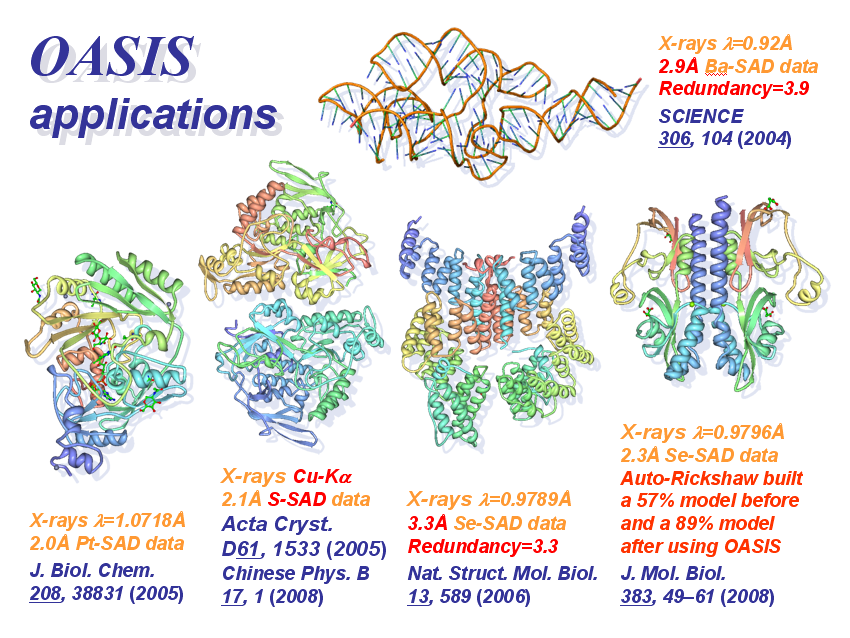 OASIS
applications
X-rays λ=0.92Å
2.9Å Ba-SAD data
Redundancy=3.9
SCIENCE
306, 104 (2004)
X-rays λ=1.0718Å
2.0Å Pt-SAD data
J. Biol. Chem.
208, 38831 (2005)
X-rays Cu-Kα
2.1Å S-SAD data
Acta Cryst.
D61, 1533 (2005)
Chinese Phys. B
17, 1 (2008)
X-rays λ=0.9789Å
3.3Å Se-SAD data
Redundancy=3.3
Nat. Struct. Mol. Biol.
13, 589 (2006)
X-rays λ=0.9796Å
2.3Å Se-SAD data
Auto-Rickshaw built
a 57% model before
and a 89% model
after using OASIS
J. Mol. Biol.
383, 49–61 (2008)